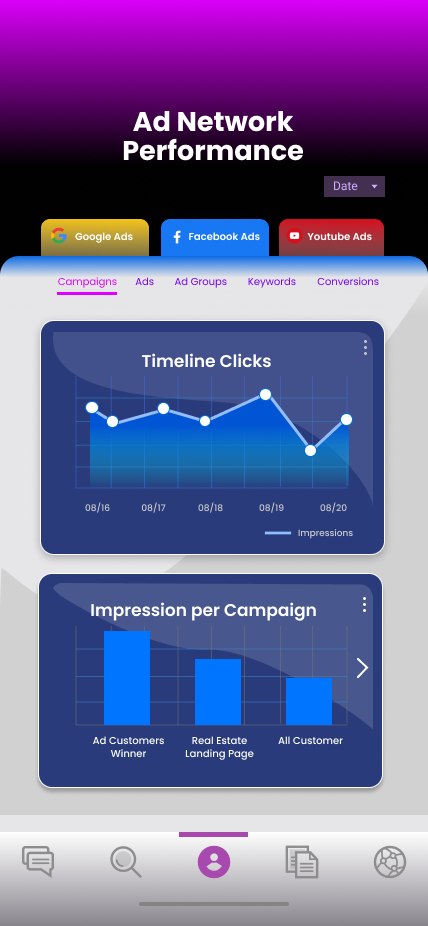 Ad Network
Performance
Date
Google Ads
Facebook Ads
Youtube Ads
Campaigns
Ads
Ad Groups
Keywords
Conversions
Timeline Clicks
08/16
08/17
08/18
08/19
08/20
Impressions
Impression per Campaign
Ad Customers
Winner
Real Estate
Landing Page
All Customer